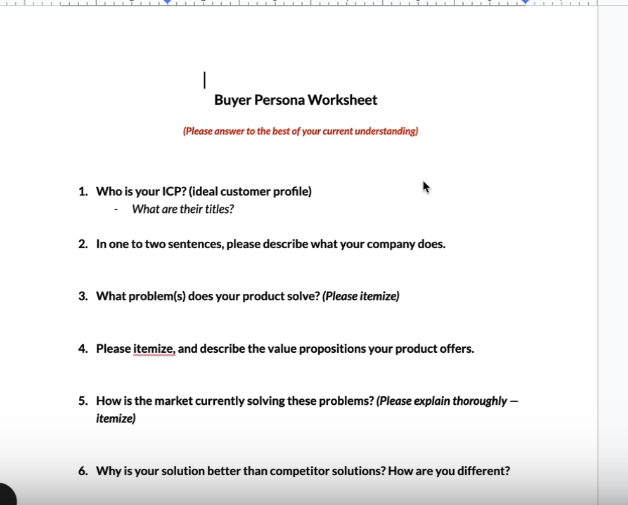 Buyer Persona Worksheet
(Please answer to the best of your current understanding)
1. Who is your ICP? (ideal customer profile)
- What are their titles?
2. In one to two sentences, please describe what your company does.
3. What problem(s) does your product solve? (Please itemize)
4. Please itemize, and describe the value propositions your product offers.
5. How is the market currently solving these problems? (Please explain thoroughly —
itemize)
6. Why is your solution better than competitor solutions? How are you different?